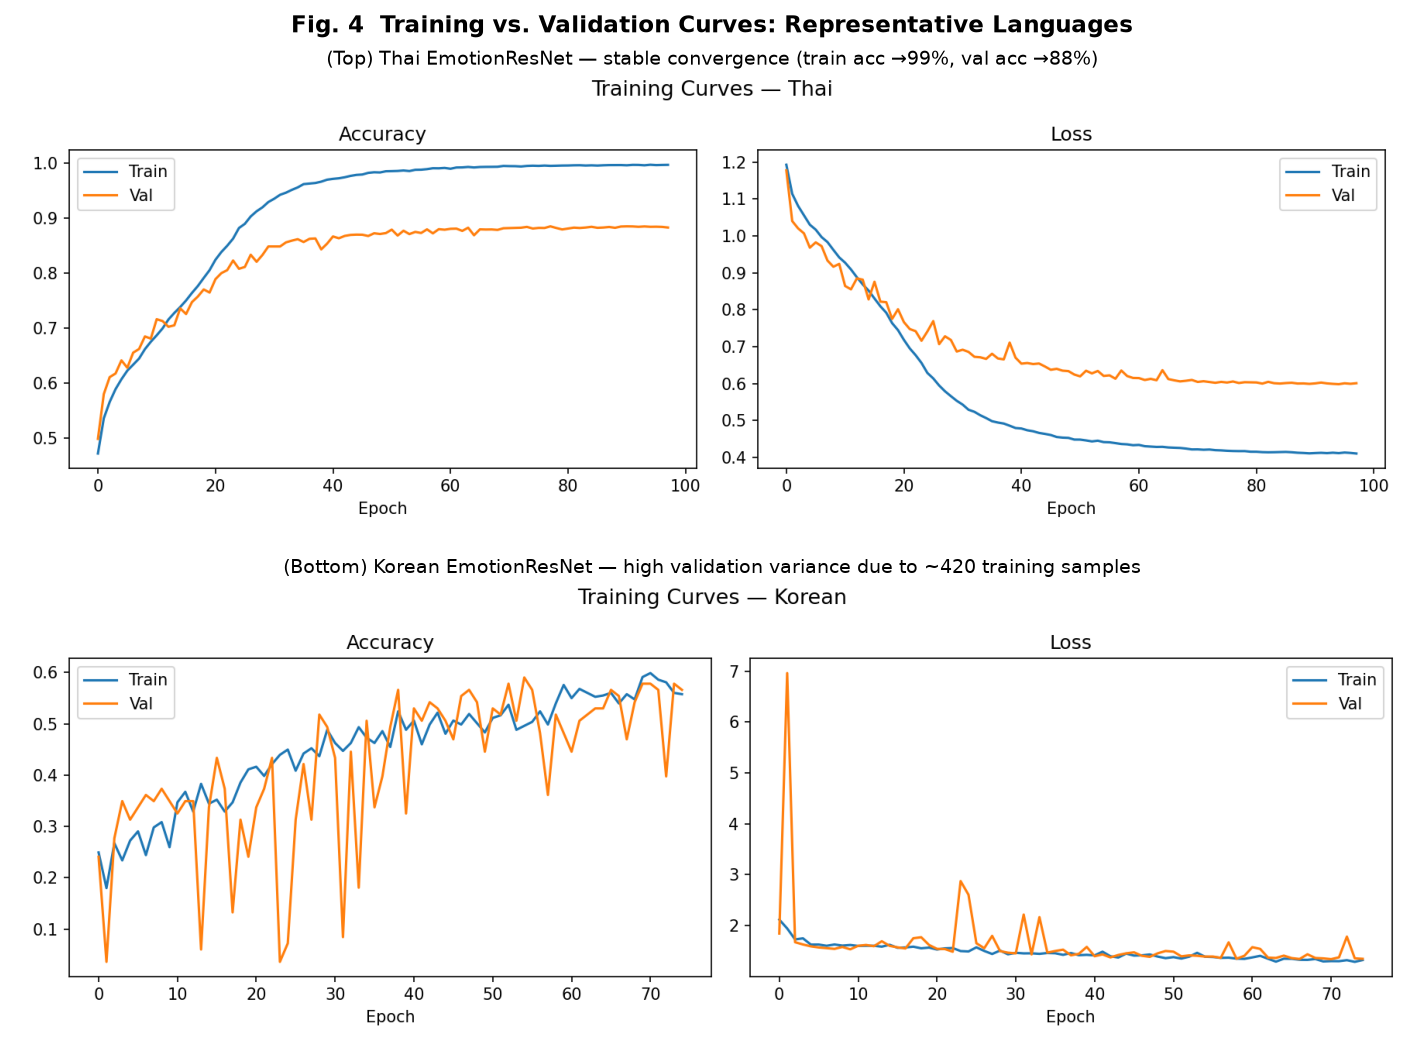 Fig. 4  Training vs. Validation Curves: Representative Languages
(Top) Thai EmotionResNet — stable convergence (train acc →99%, val acc →88%)
Training Curves — Thai
Accuracy
Train
Val
1.0
0.9
0.8
0.7
0.6
0.5
0 20 40 60 80 100
Epoch
Loss
Train
Val
1.2
1.1
1.0
0.9
0.8
0.7
0.6
0.5
0.4
0 20 40 60 80 100
Epoch
(Bottom) Korean EmotionResNet — high validation variance due to ~420 training samples
Training Curves — Korean
Accuracy
Train
Val
0.6
0.5
0.4
0.3
0.2
0.1
0 10 20 30 40 50 60 70
Epoch
Loss
Train
Val
7
6
5
4
3
2
0 10 20 30 40 50 60 70
Epoch